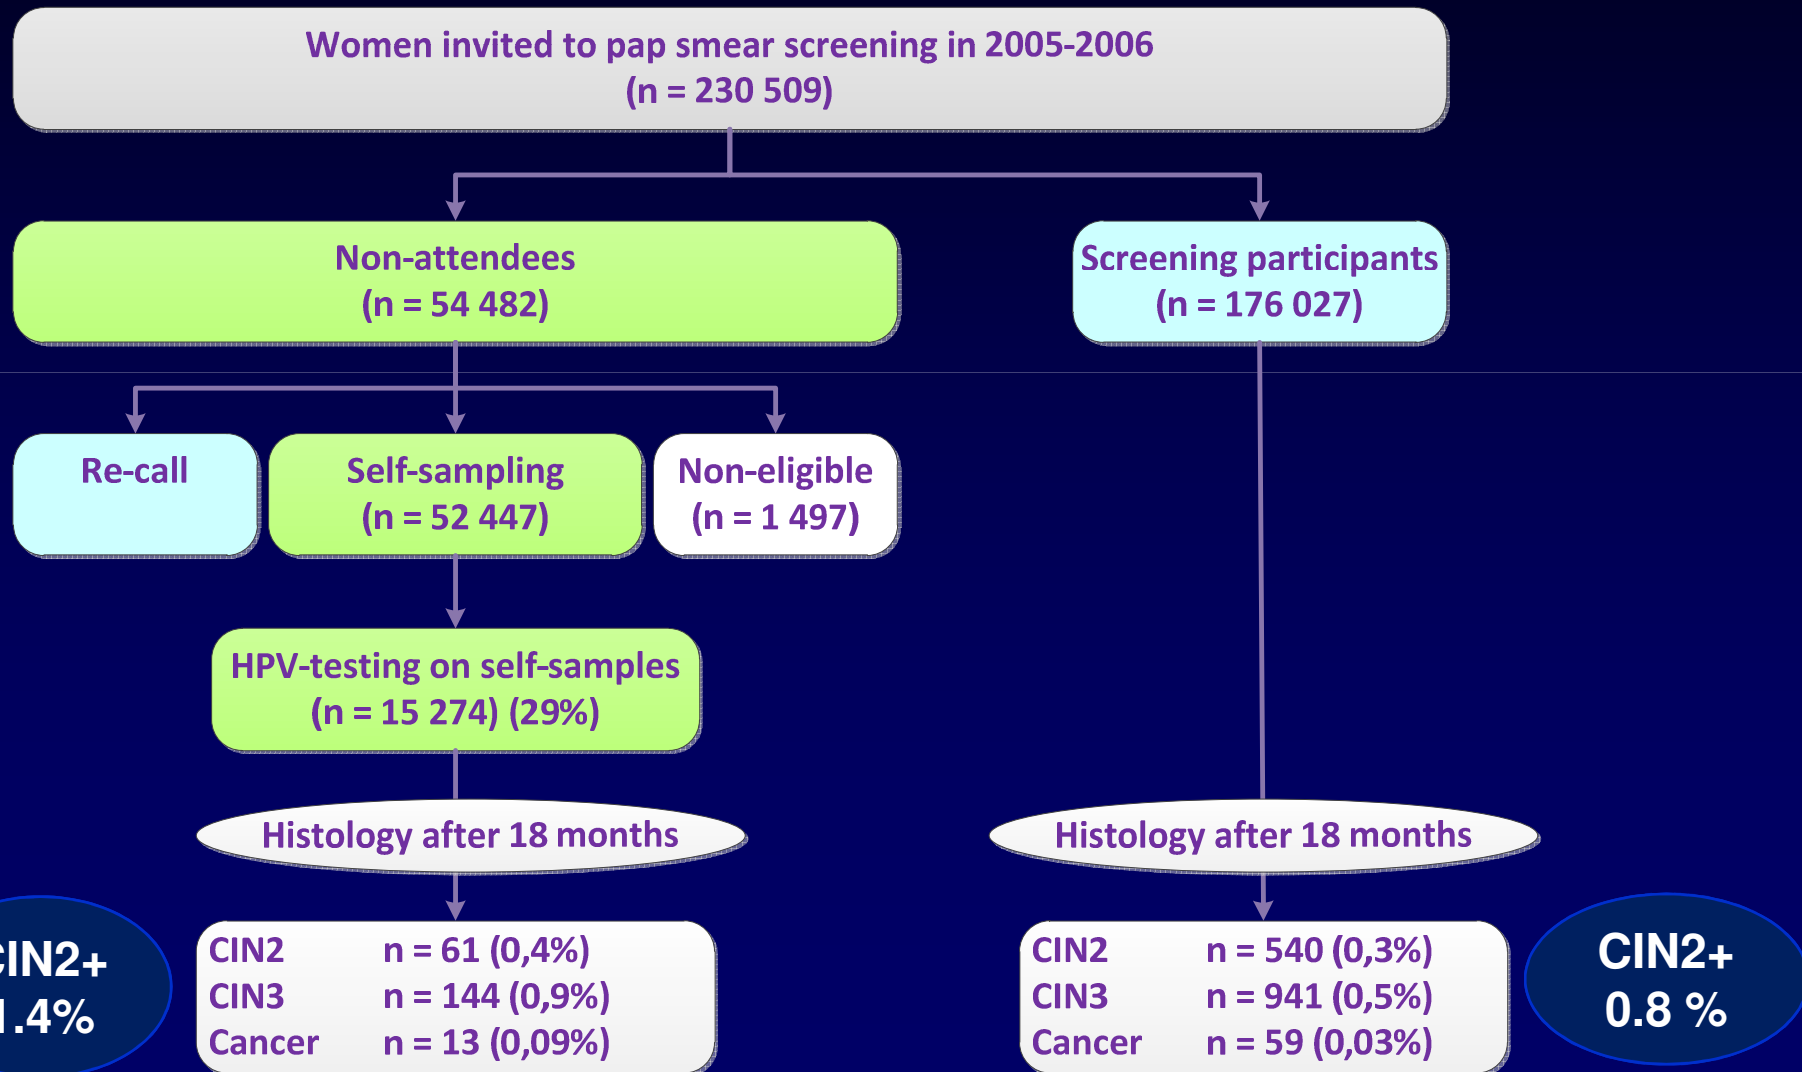 Women invited to pap smear screening in 2005-2006
(n = 230 509)
Non-attendees
(n = 54 482)
Screening participants
(n = 176 027)
Re-call
Self-sampling
(n = 52 447)
Non-eligible
(n = 1 497)
HPV-testing on self-samples
(n = 15 274) (29%)
Histology after 18 months
Histology after 18 months
CIN2+
1.4%
CIN2 n = 61 (0,4%)
CIN3 n = 144 (0,9%)
Cancer n = 13 (0,09%)
CIN2 n = 540 (0,3%)
CIN3 n = 941 (0,5%)
Cancer n = 59 (0,03%)
CIN2+
0.8 %